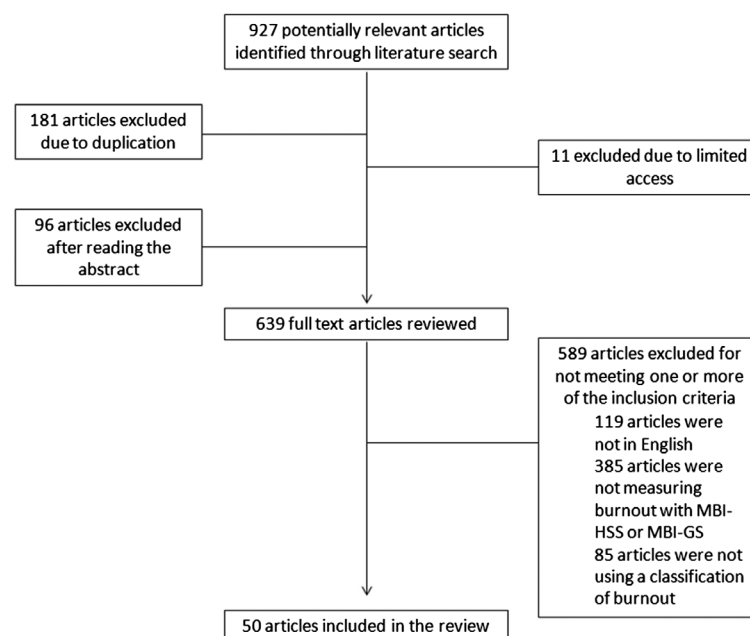 927 potentially relevant articles
identified through literature search
181 articles excluded
due to duplication
11 excluded due to limited
access
96 articles excluded
after reading the
abstract
639 full text articles reviewed
589 articles excluded for
not meeting one or more
of the inclusion criteria
119 articles were
not in English
385 articles were
not measuring
burnout with MBI-
HSS or MBI-GS
85 articles were not
using a classification
of burnout
50 articles included in the review